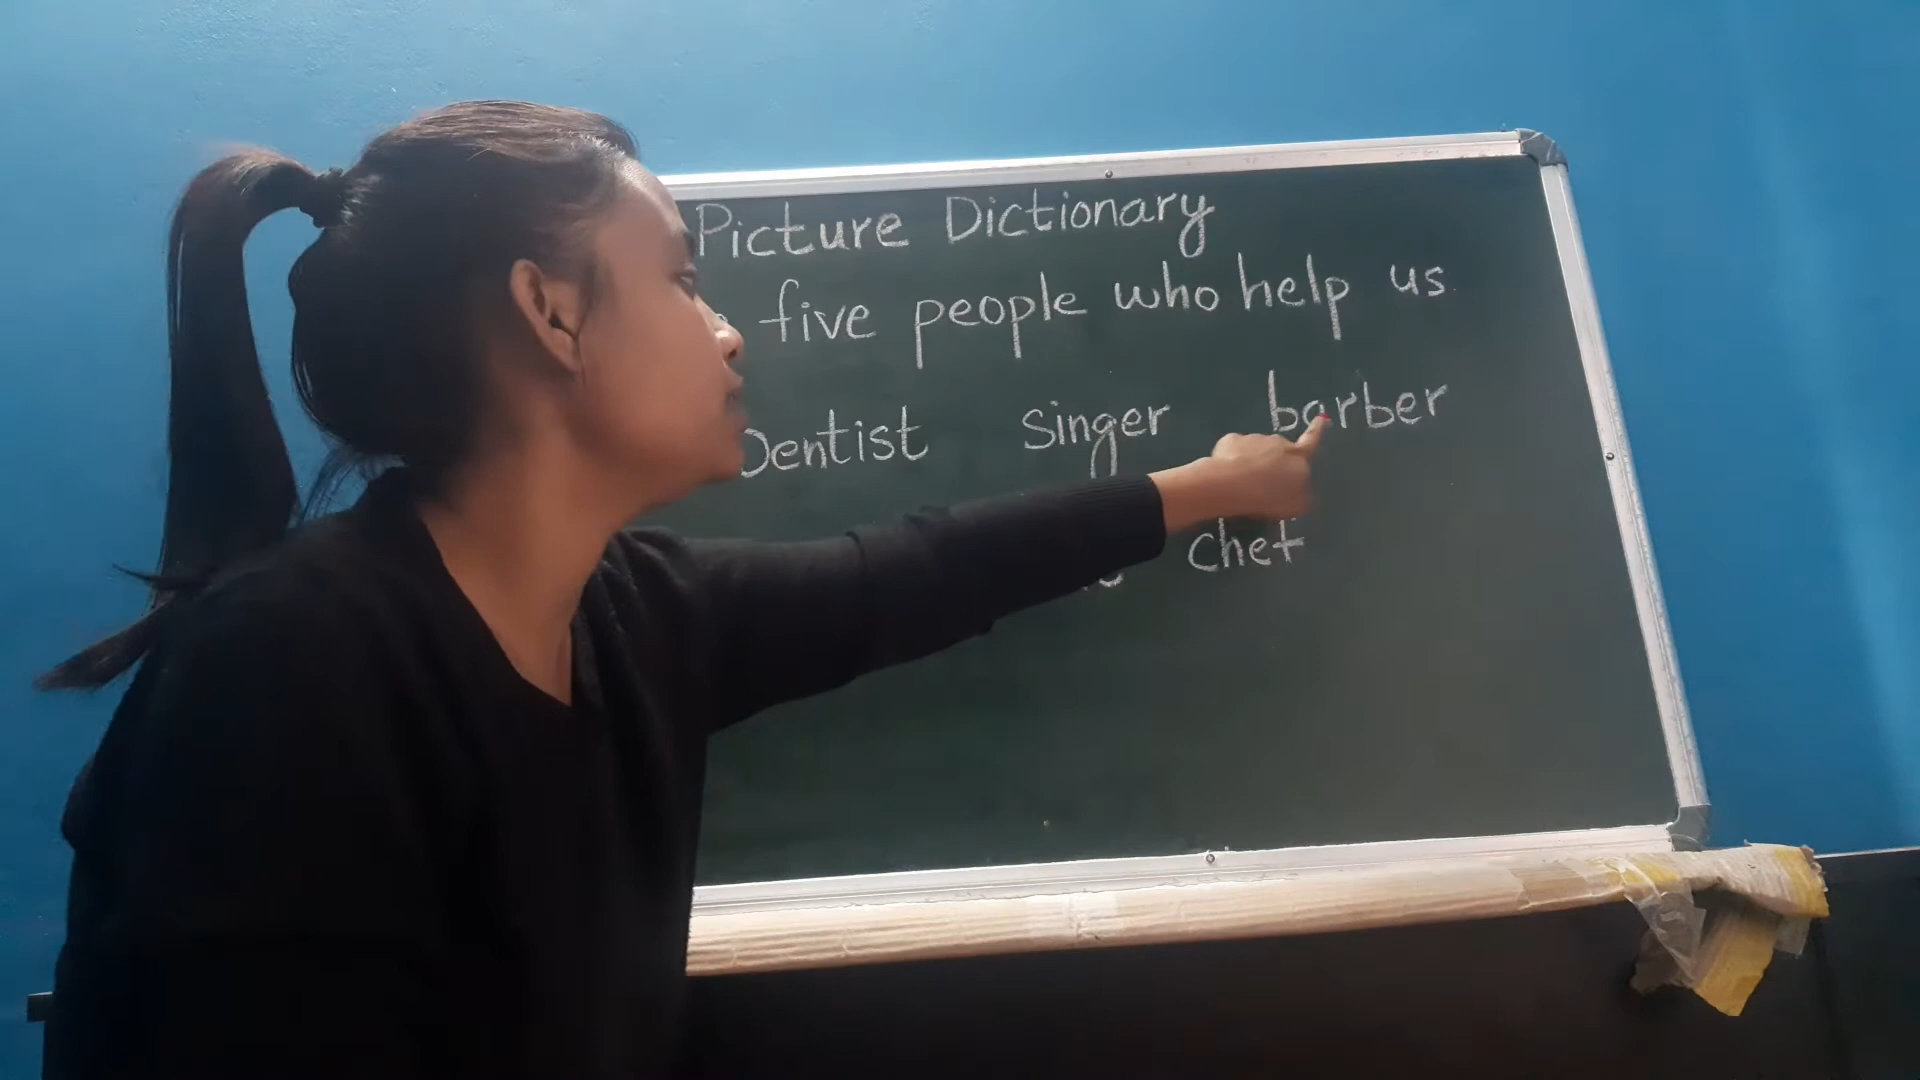 Picture Dictionary
five people who help us
Dentist singer barber
chef